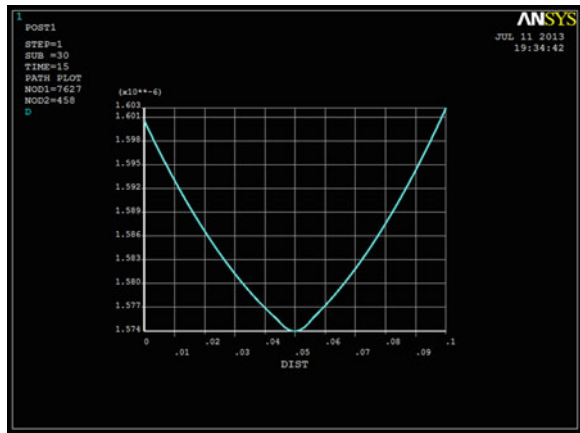 1
POST1
STEP=1
SUB =30
TIME=15
PATH PLOT
NOD1=7627
NOD2=458
D
ANSYS
JUL 11 2013
19:34:42
(x10**-6)
1.603
1.601
1.598
1.595
1.592
1.589
1.586
1.583
1.580
1.577
1.574
0
.01
.02
.03
.04
.05
.06
.07
.08
.09
.1
DIST